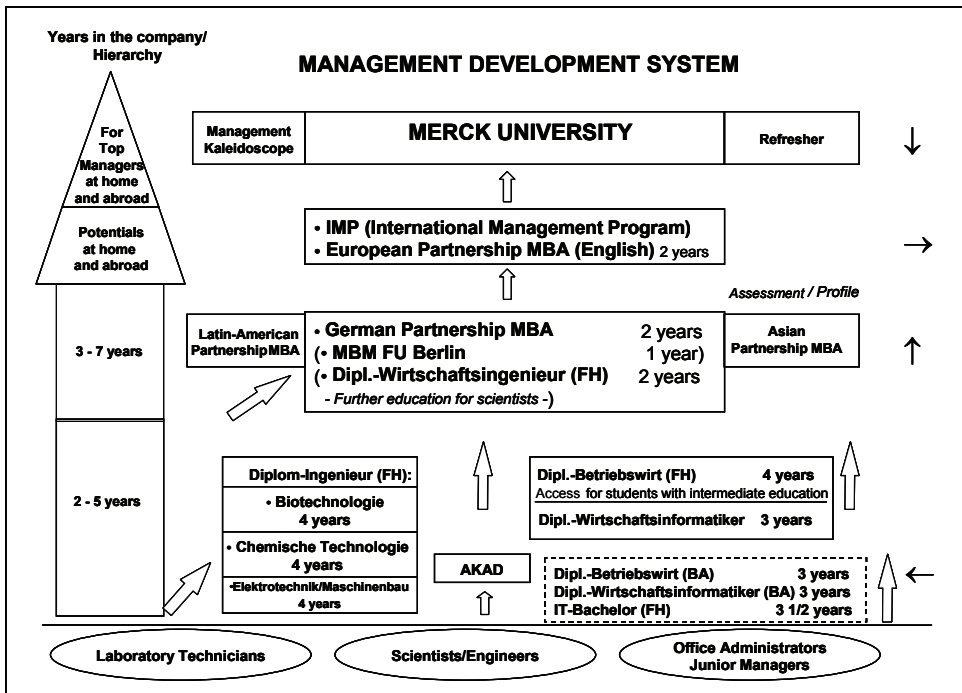 Years in the company/
Hierarchy
MANAGEMENT DEVELOPMENT SYSTEM
For
Top
Managers
at home
and abroad
Management
Kaleidoscope
MERCK UNIVERSITY
Refresher
Potentials
at home
and abroad
• IMP (International Management Program)
• European Partnership MBA (English) 2 years
Assessment / Profile
3 - 7 years
Latin-American
Partnership MBA
• German Partnership MBA 2 years
(• MBM FU Berlin 1 year)
(• Dipl.-Wirtschaftsingenieur (FH) 2 years
- Further education for scientists -)
Asian
Partnership MBA
2 - 5 years
Diplom-Ingenieur (FH):
• Biotechnologie
4 years
• Chemische Technologie
4 years
•Elektrotechnik/Maschinenbau
4 years
AKAD
Dipl.-Betriebswirt (FH) 4 years
Access for students with intermediate education
Dipl.-Wirtschaftsinformatiker 3 years
Dipl.-Betriebswirt (BA) 3 years
Dipl.-Wirtschaftsinformatiker (BA) 3 years
IT-Bachelor (FH) 3 1/2 years
Laboratory Technicians
Scientists/Engineers
Office Administrators
Junior Managers